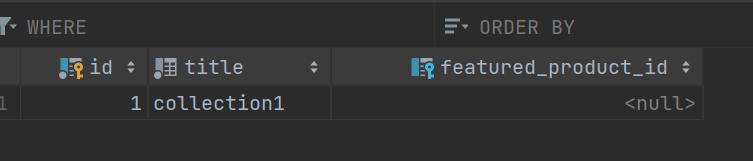 WHERE ORDER BY
id title featured_product_id
1 1 collection1 <null>